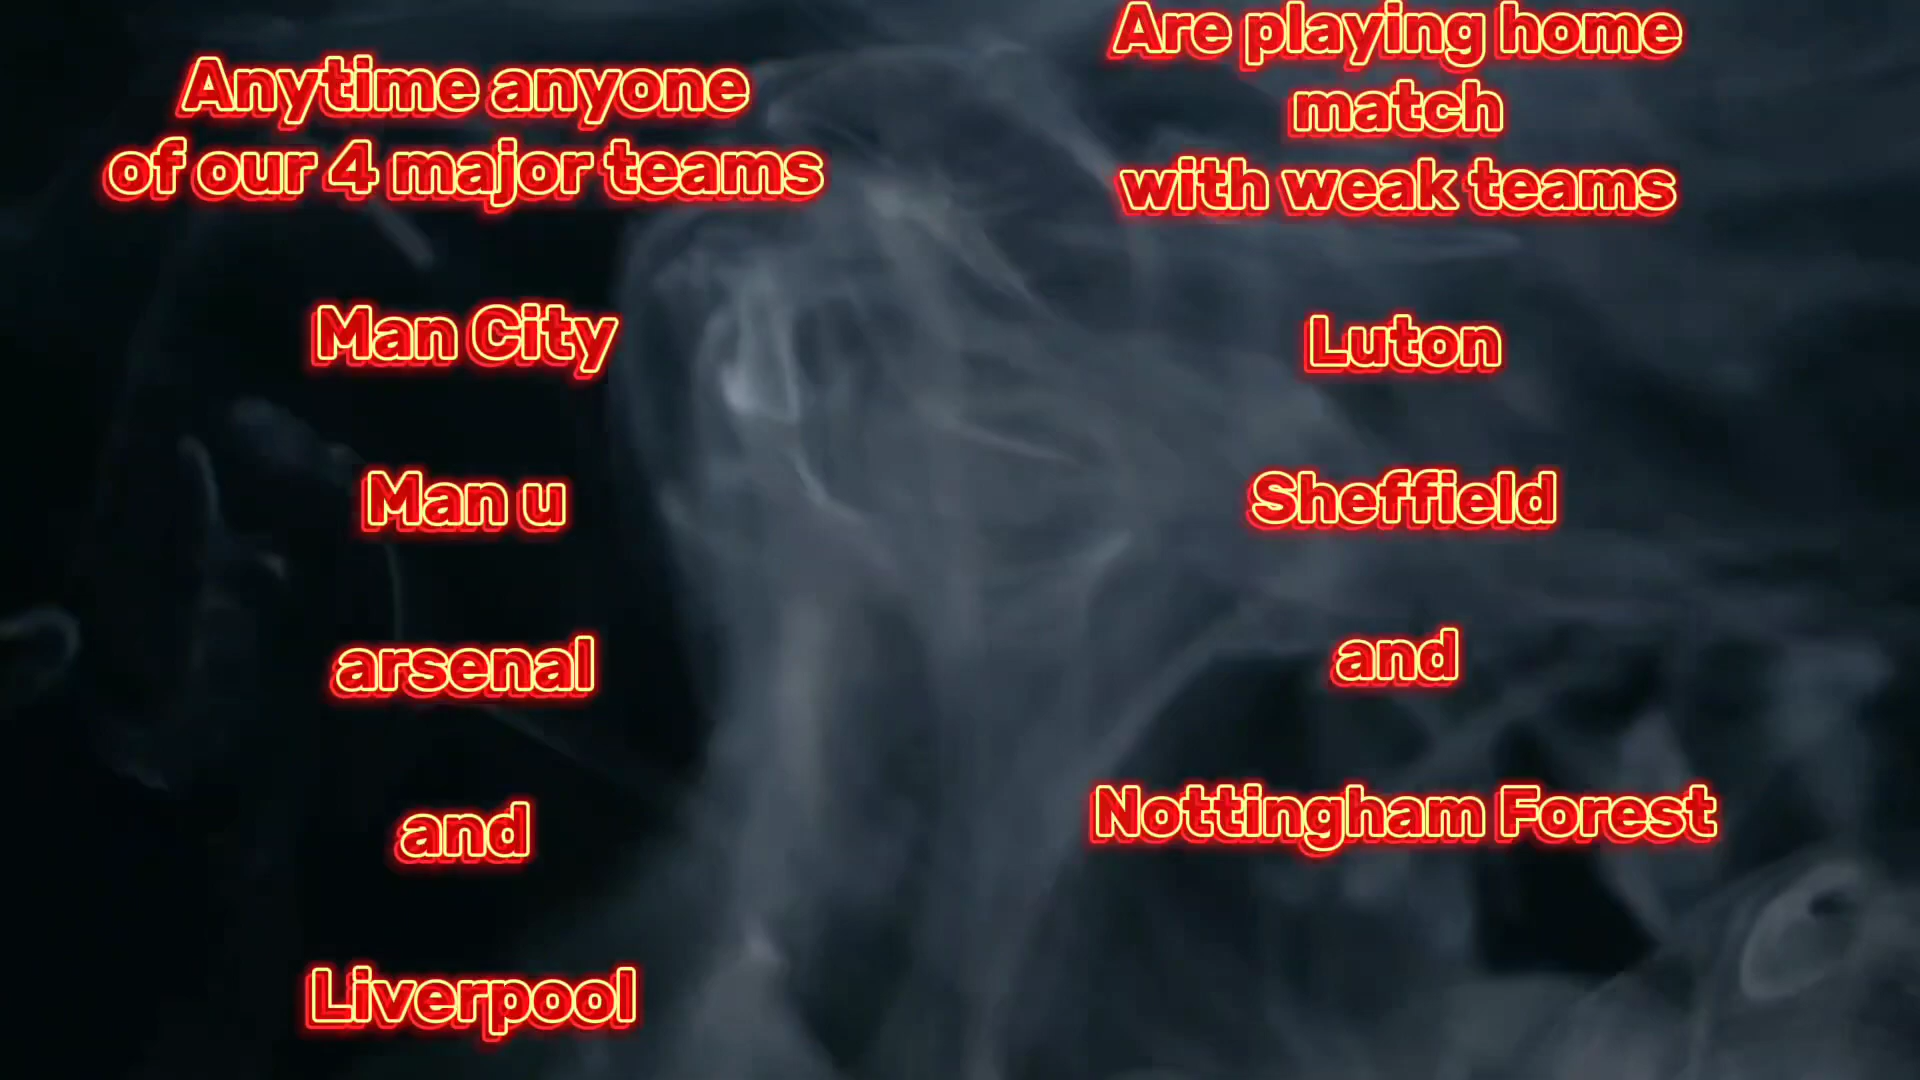 Anytime anyone
of our 4 major teams
Man City
Man u
arsenal
and
Liverpool
Are playing home
match
with weak teams
Luton
Sheffield
and
Nottingham Forest